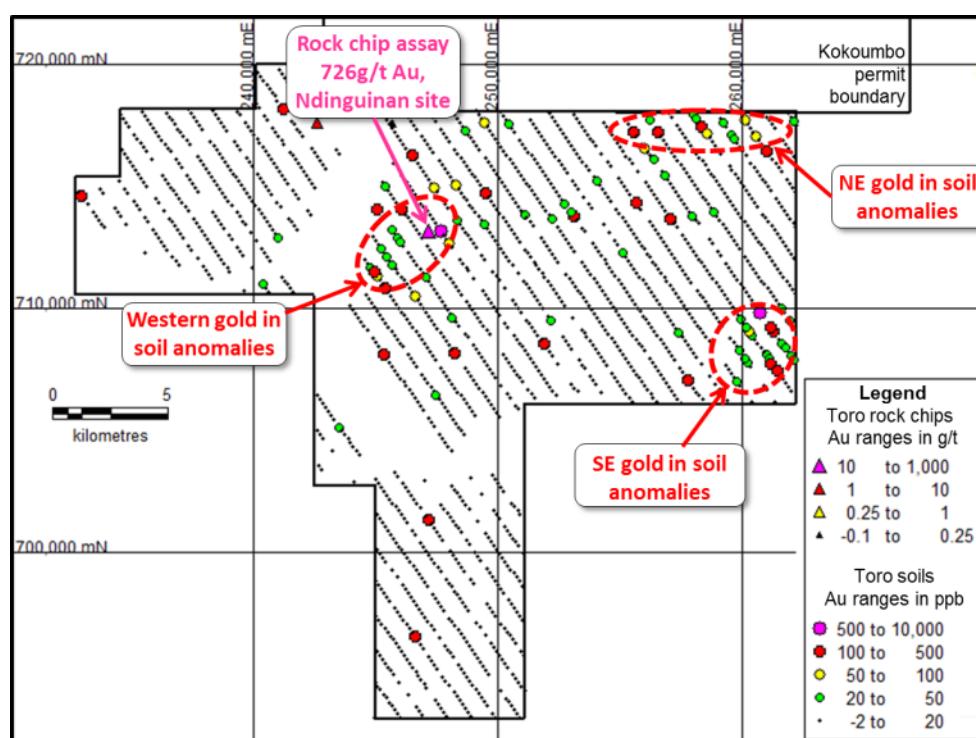 720,000 mN
240,000 mE
250,000 mE
260,000 mE
Rock chip assay
726g/t Au,
Ndinguinan site
Kokoumbo
permit
boundary
NE gold in soil
anomalies
710,000 mN
Western gold in
soil anomalies
0 5
kilometres
SE gold in soil
anomalies
700,000 mN
Legend
Toro rock chips
Au ranges in g/t
10 to 1,000
1 to 10
0.25 to 1
-0.1 to 0.25
Toro soils
Au ranges in ppb
500 to 10,000
100 to 500
50 to 100
20 to 50
-2 to 20